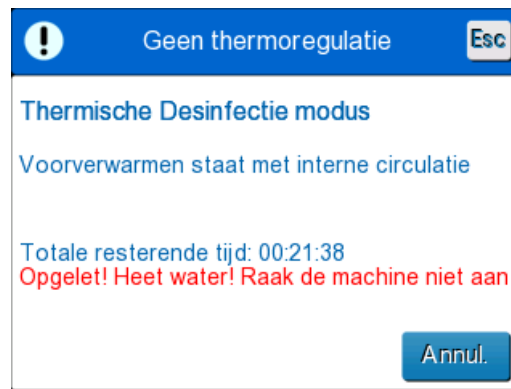 Geen thermoregulatie
Esc
Thermische Desinfectie modus
Voorverwarmen staat met interne circulatie
Totale resterende tijd: 00:21:38
Opgelet! Heet water! Raak de machine niet aan
Annul.